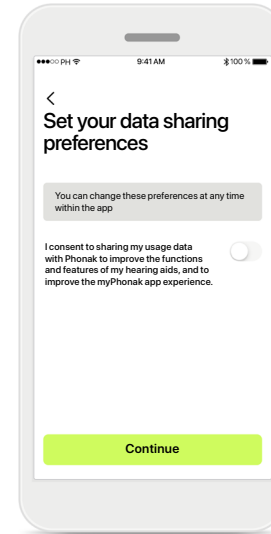 ●●●○○ PH 9:41 AM 100 %
Set your data sharing
preferences
You can change these preferences at any time
within the app
I consent to sharing my usage data
with Phonak to improve the functions
and features of my hearing aids, and to
improve the myPhonak app experience.
Continue